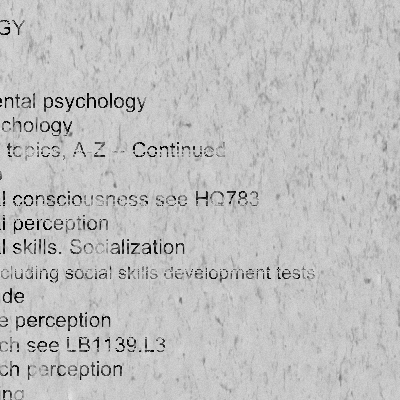 GY
ental psychology
chology
topics, A-Z -- Continued
l consciousness see HQ783
l perception
l skills. Socialization
cluding social skills development tests
de
e perception
ch see LB1139.L3
ch perception
ng